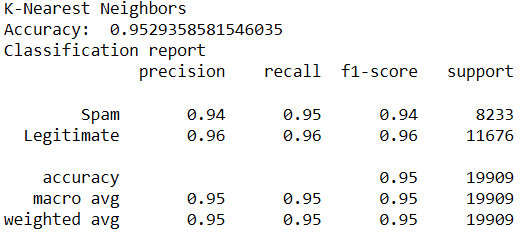 K-Nearest Neighbors
Accuracy:  0.9529358581546035
Classification report
              precision    recall  f1-score   support

        Spam       0.94      0.95      0.94      8233
  Legitimate       0.96      0.96      0.96     11676

    accuracy                           0.95     19909
   macro avg       0.95      0.95      0.95     19909
weighted avg       0.95      0.95      0.95     19909